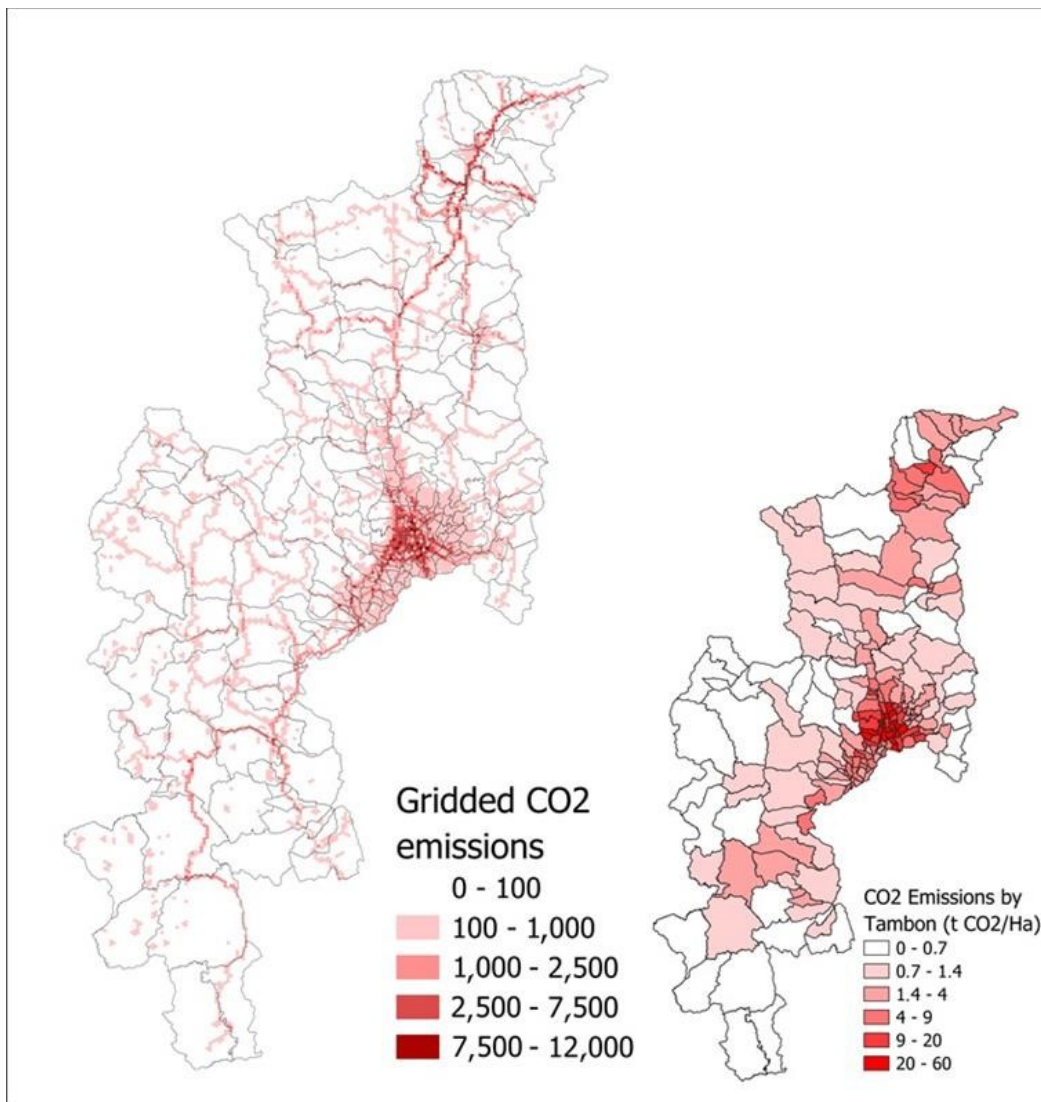 Gridded CO2
emissions
0 - 100
100 - 1,000
1,000 - 2,500
2,500 - 7,500
7,500 - 12,000
CO2 Emissions by
Tambon (t CO2/Ha)
0 - 0.7
0.7 - 1.4
1.4 - 4
4 - 9
9 - 20
20 - 60